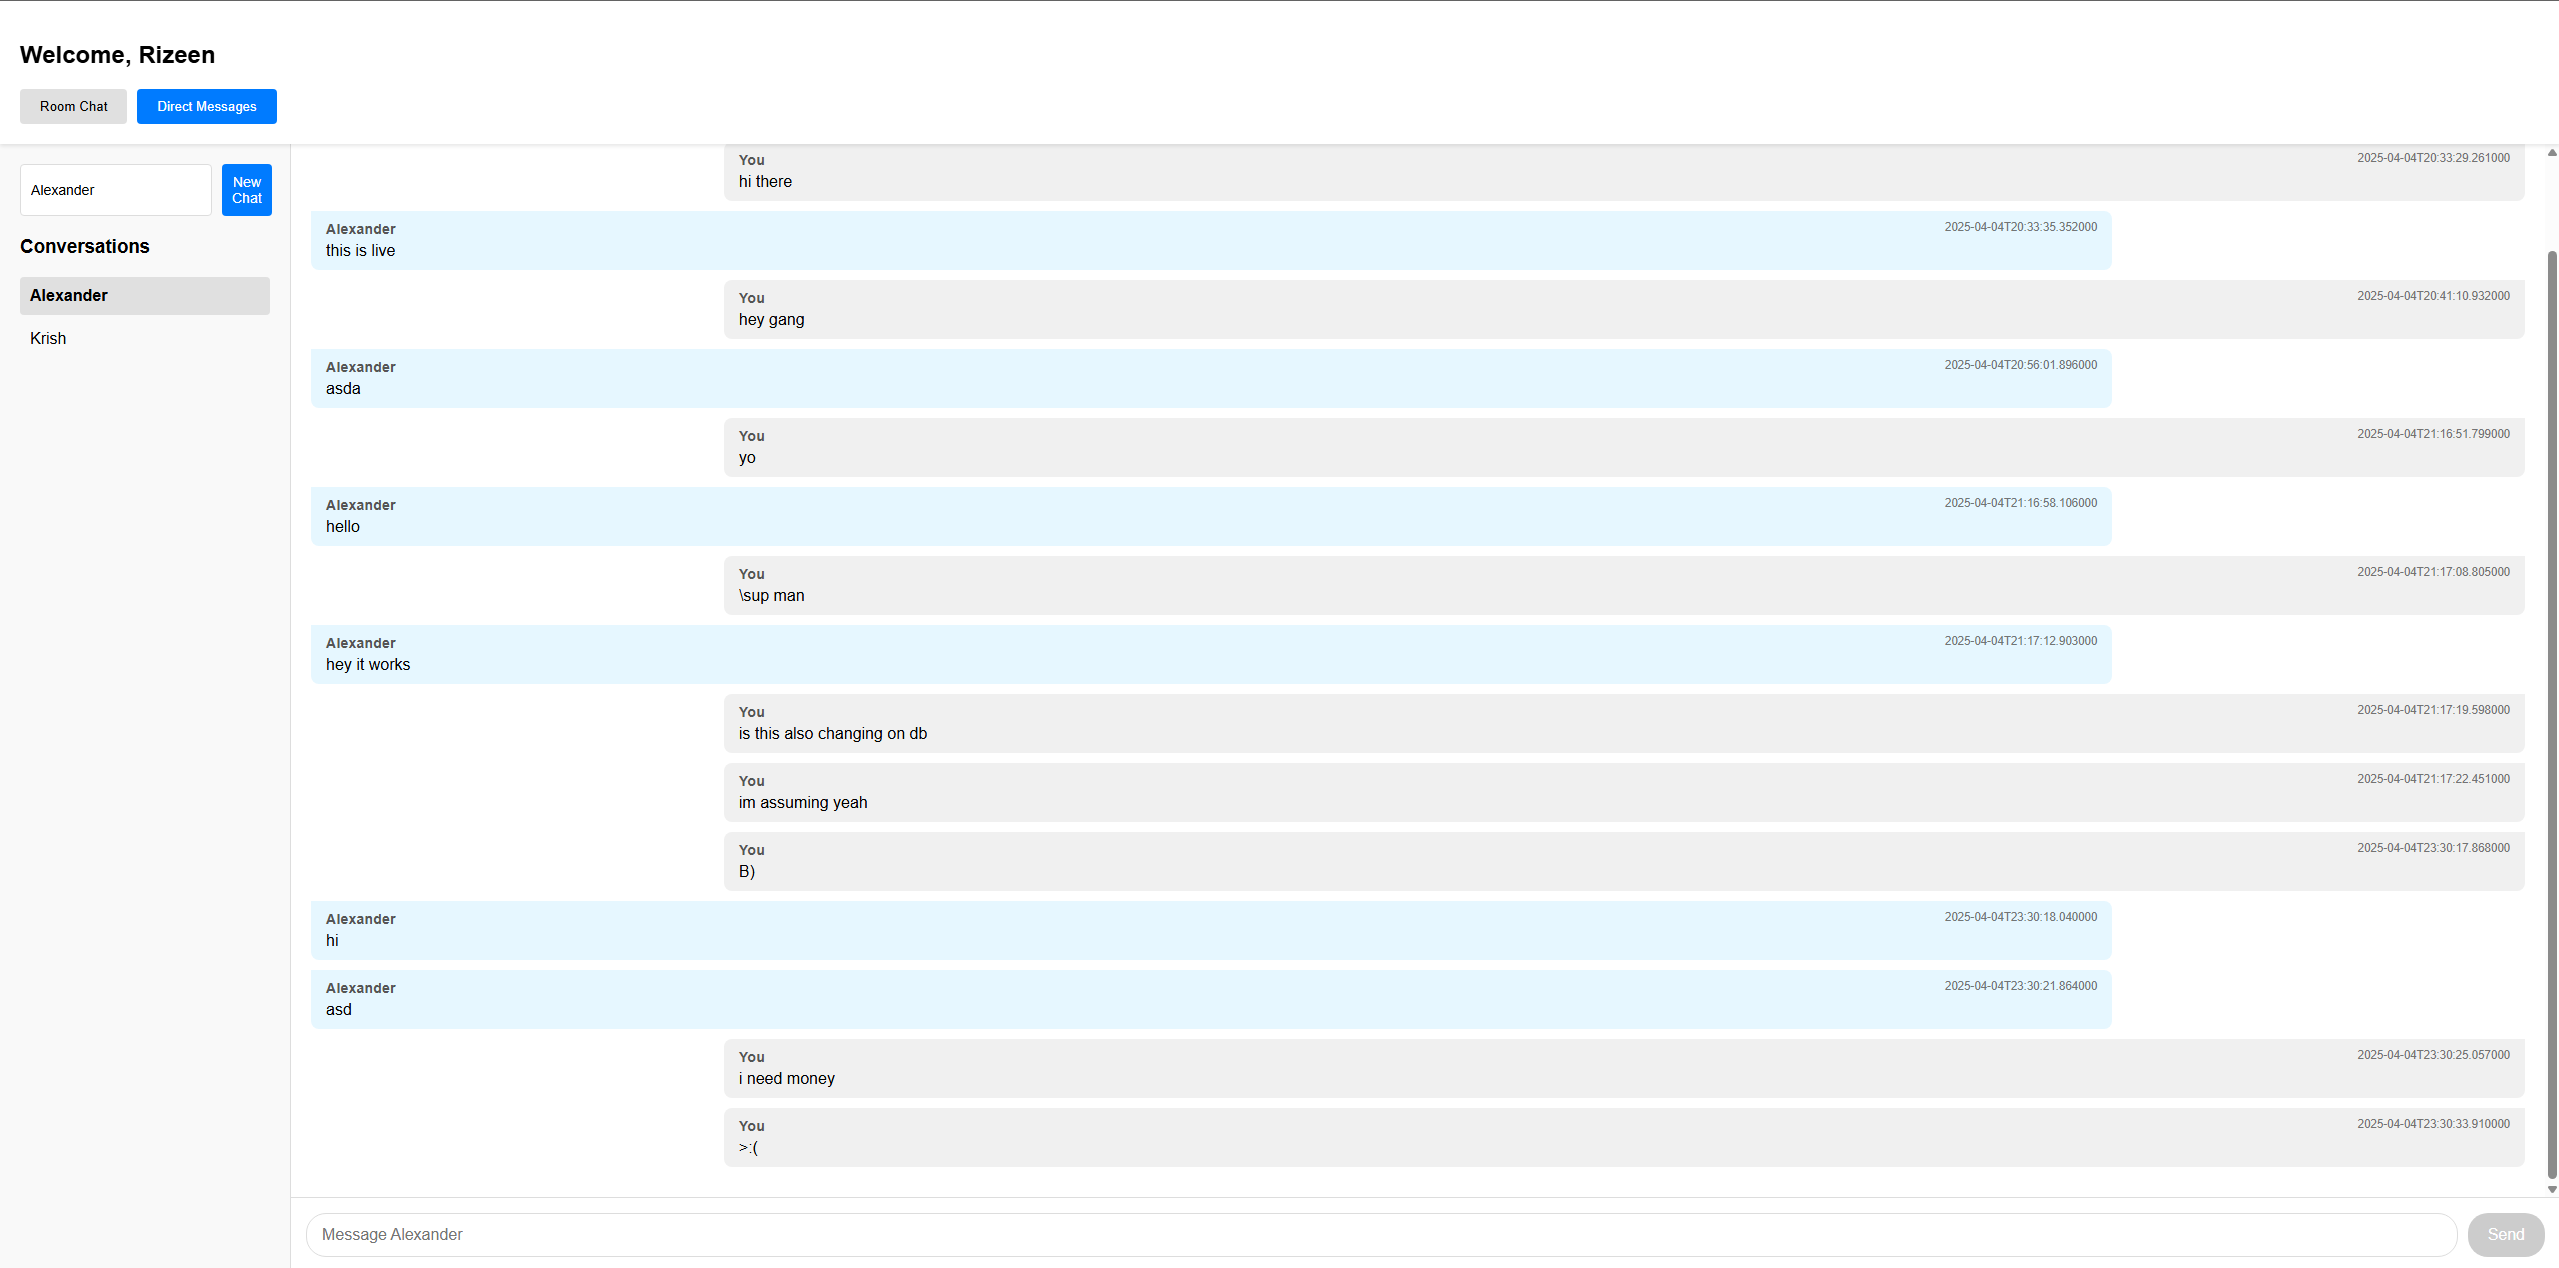 Welcome, Rizeen
Room Chat
Direct Messages
Alexander
New
Chat
Conversations
Alexander
Krish
You
2025-04-04T20:33:29.261000
hi there
Alexander
2025-04-04T20:33:35.352000
this is live
You
2025-04-04T20:41:10.932000
hey gang
Alexander
2025-04-04T20:56:01.896000
asda
You
2025-04-04T21:16:51.799000
yo
Alexander
2025-04-04T21:16:58.106000
hello
You
2025-04-04T21:17:08.805000
\sup man
Alexander
2025-04-04T21:17:12.903000
hey it works
You
2025-04-04T21:17:19.598000
is this also changing on db
You
2025-04-04T21:17:22.451000
im assuming yeah
You
2025-04-04T23:30:17.868000
B)
Alexander
2025-04-04T23:30:18.040000
hi
Alexander
2025-04-04T23:30:21.864000
asd
You
2025-04-04T23:30:25.057000
i need money
You
2025-04-04T23:30:33.910000
>:(
Message Alexander
Send